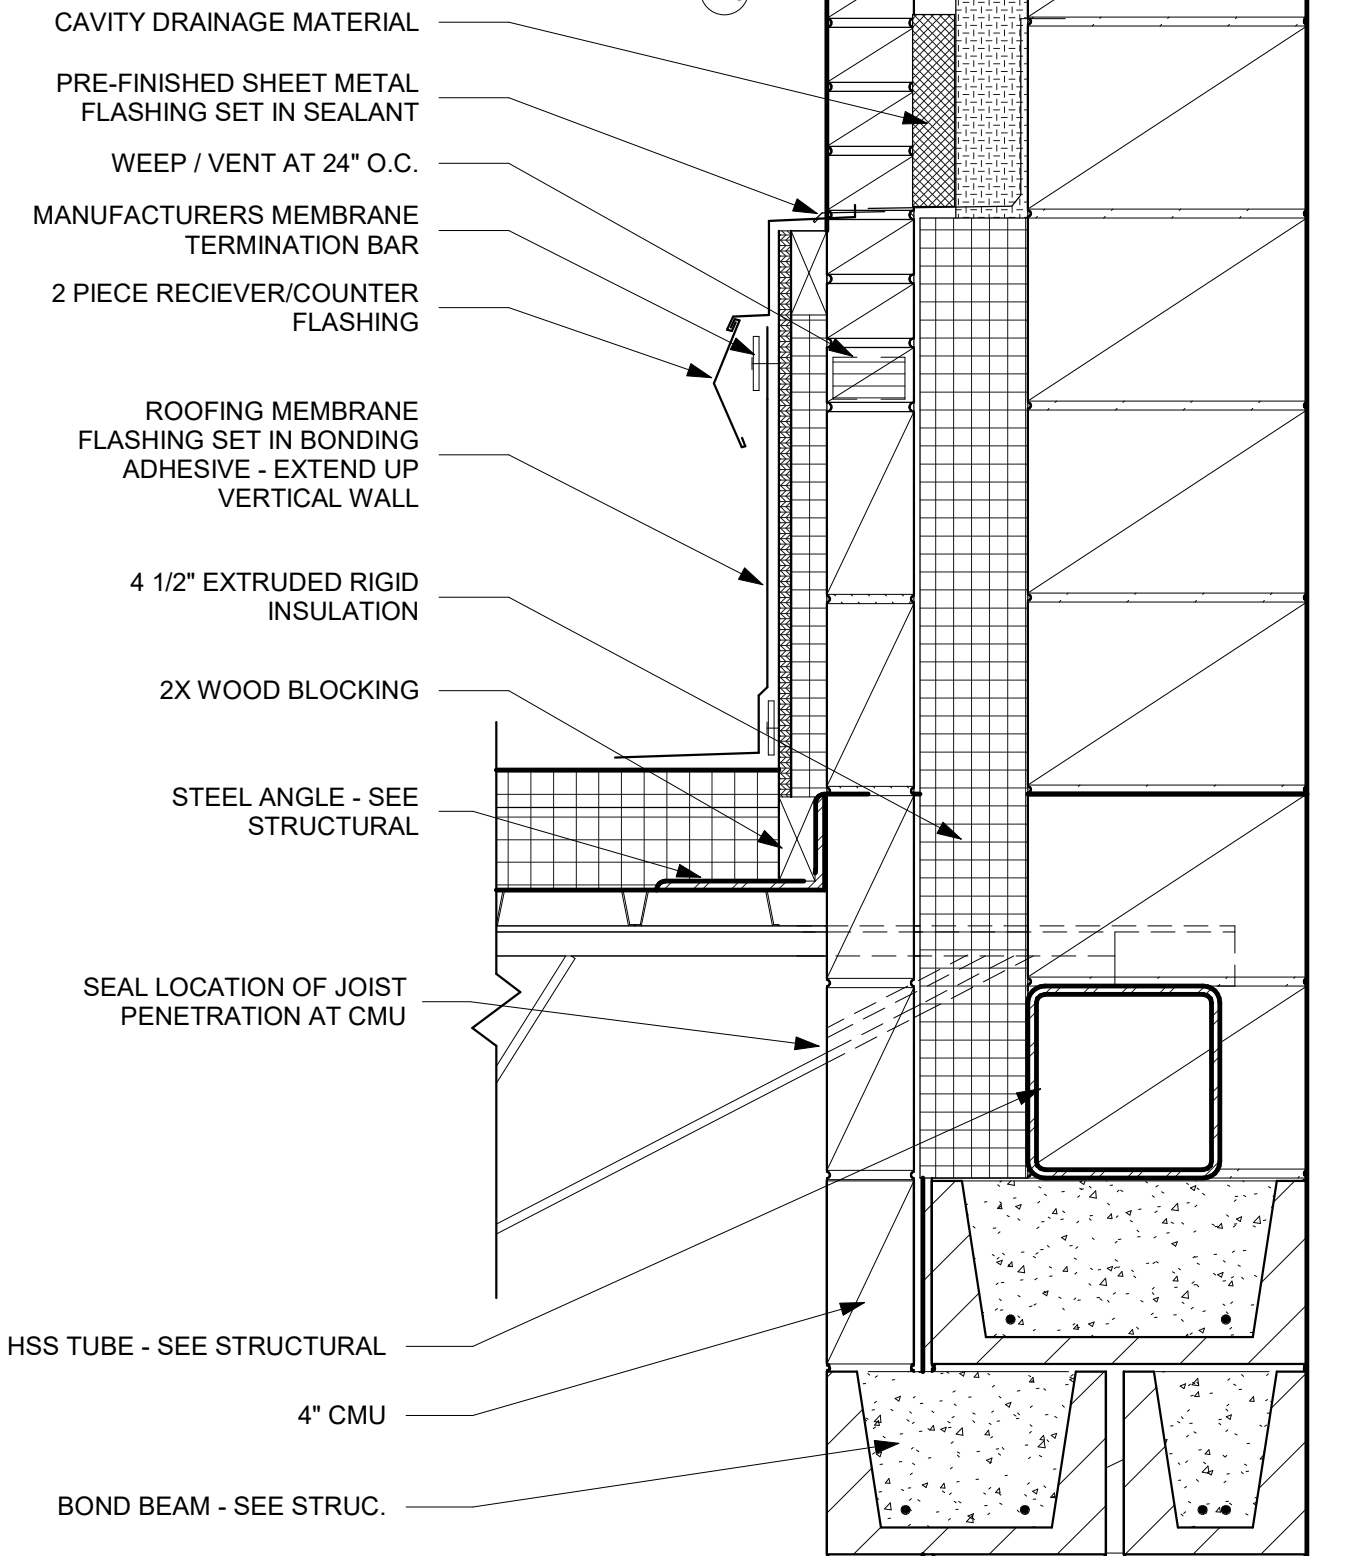 CAVITY DRAINAGE MATERIAL
PRE-FINISHED SHEET METAL
FLASHING SET IN SEALANT
WEEP / VENT AT 24" O.C.
MANUFACTURERS MEMBRANE
TERMINATION BAR
2 PIECE RECIEVER/COUNTER
FLASHING
ROOFING MEMBRANE
FLASHING SET IN BONDING
ADHESIVE - EXTEND UP
VERTICAL WALL
4 1/2" EXTRUDED RIGID
INSULATION
2X WOOD BLOCKING
STEEL ANGLE - SEE
STRUCTURAL
SEAL LOCATION OF JOIST
PENETRATION AT CMU
HSS TUBE - SEE STRUCTURAL
4" CMU
BOND BEAM - SEE STRUC.